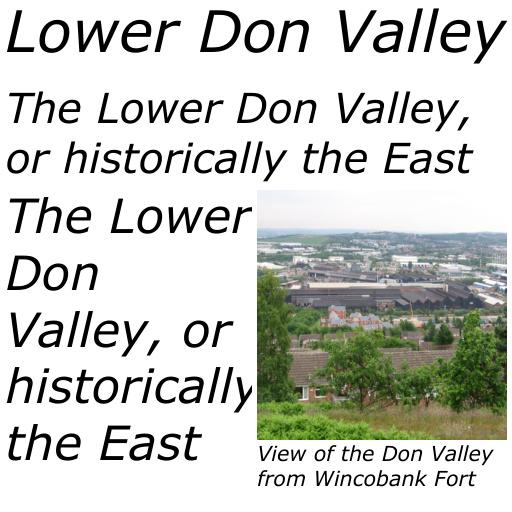 Lower Don Valley
The Lower Don Valley,
or historically the East
The Lower
Don
Valley, or
historically
the East
View of the Don Valley
from Wincobank Fort